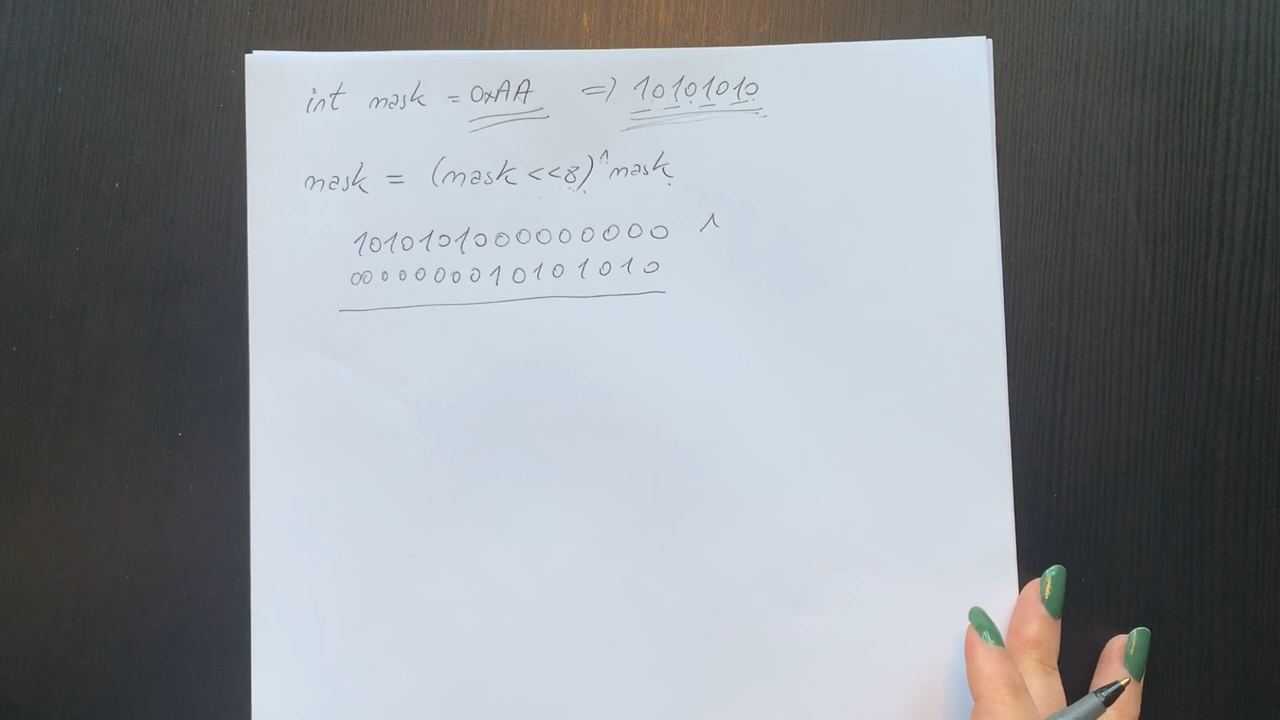 int mask = 0xAA => 10101010
mask = (mask <<8)^mask
1010101000000000 ^
0000000010101010